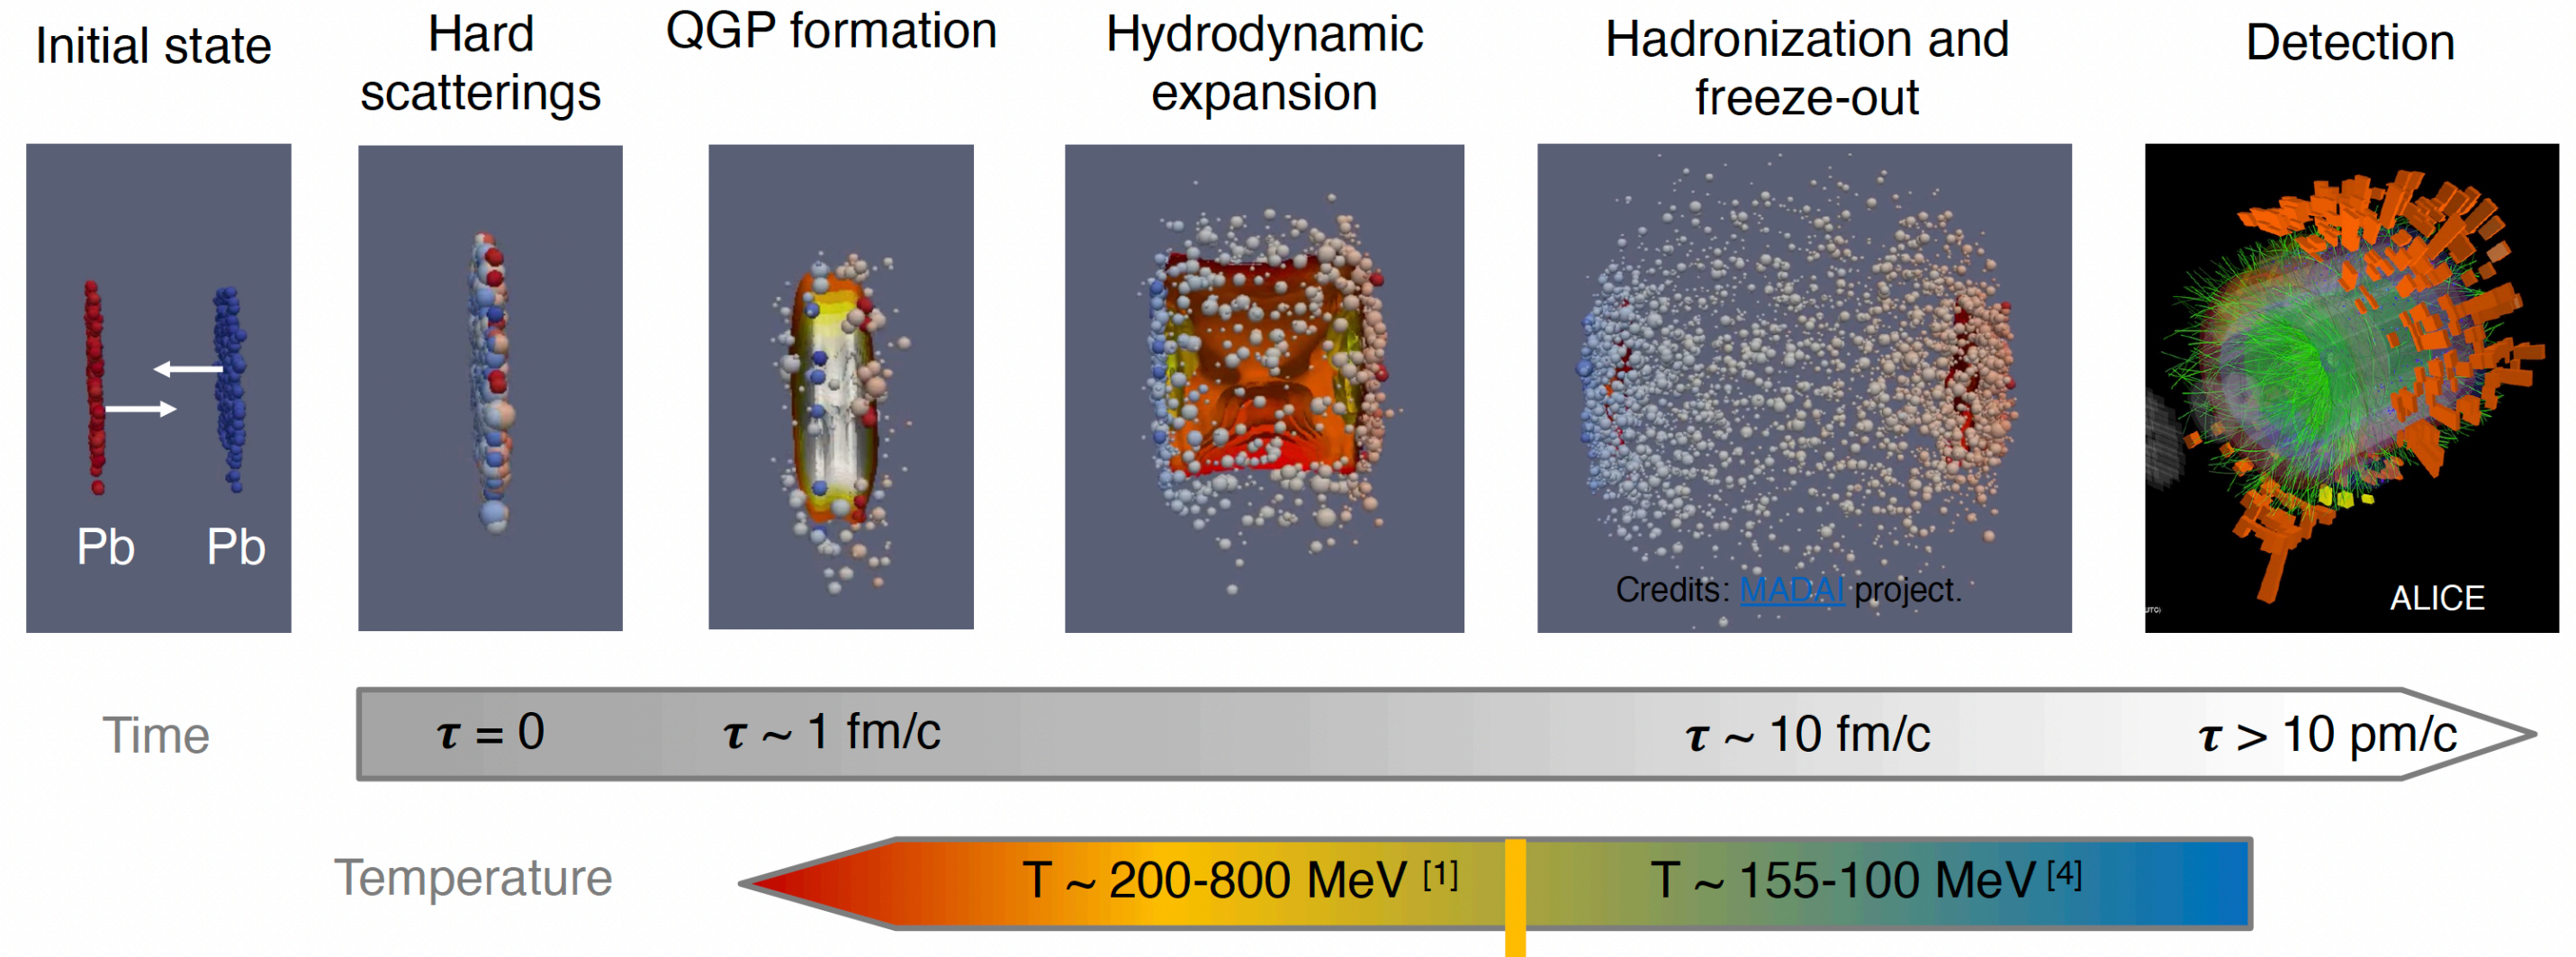 Initial state
Hard
scatterings
QGP formation
Hydrodynamic
expansion
Hadronization and
freeze-out
Detection
Pb
Pb
Credits: MADAI project.
UTC)
ALICE
Time
τ = 0
τ ~ 1 fm/c
τ ~ 10 fm/c
τ > 10 pm/c
Temperature
T ~ 200-800 MeV [1]
T ~ 155-100 MeV [4]